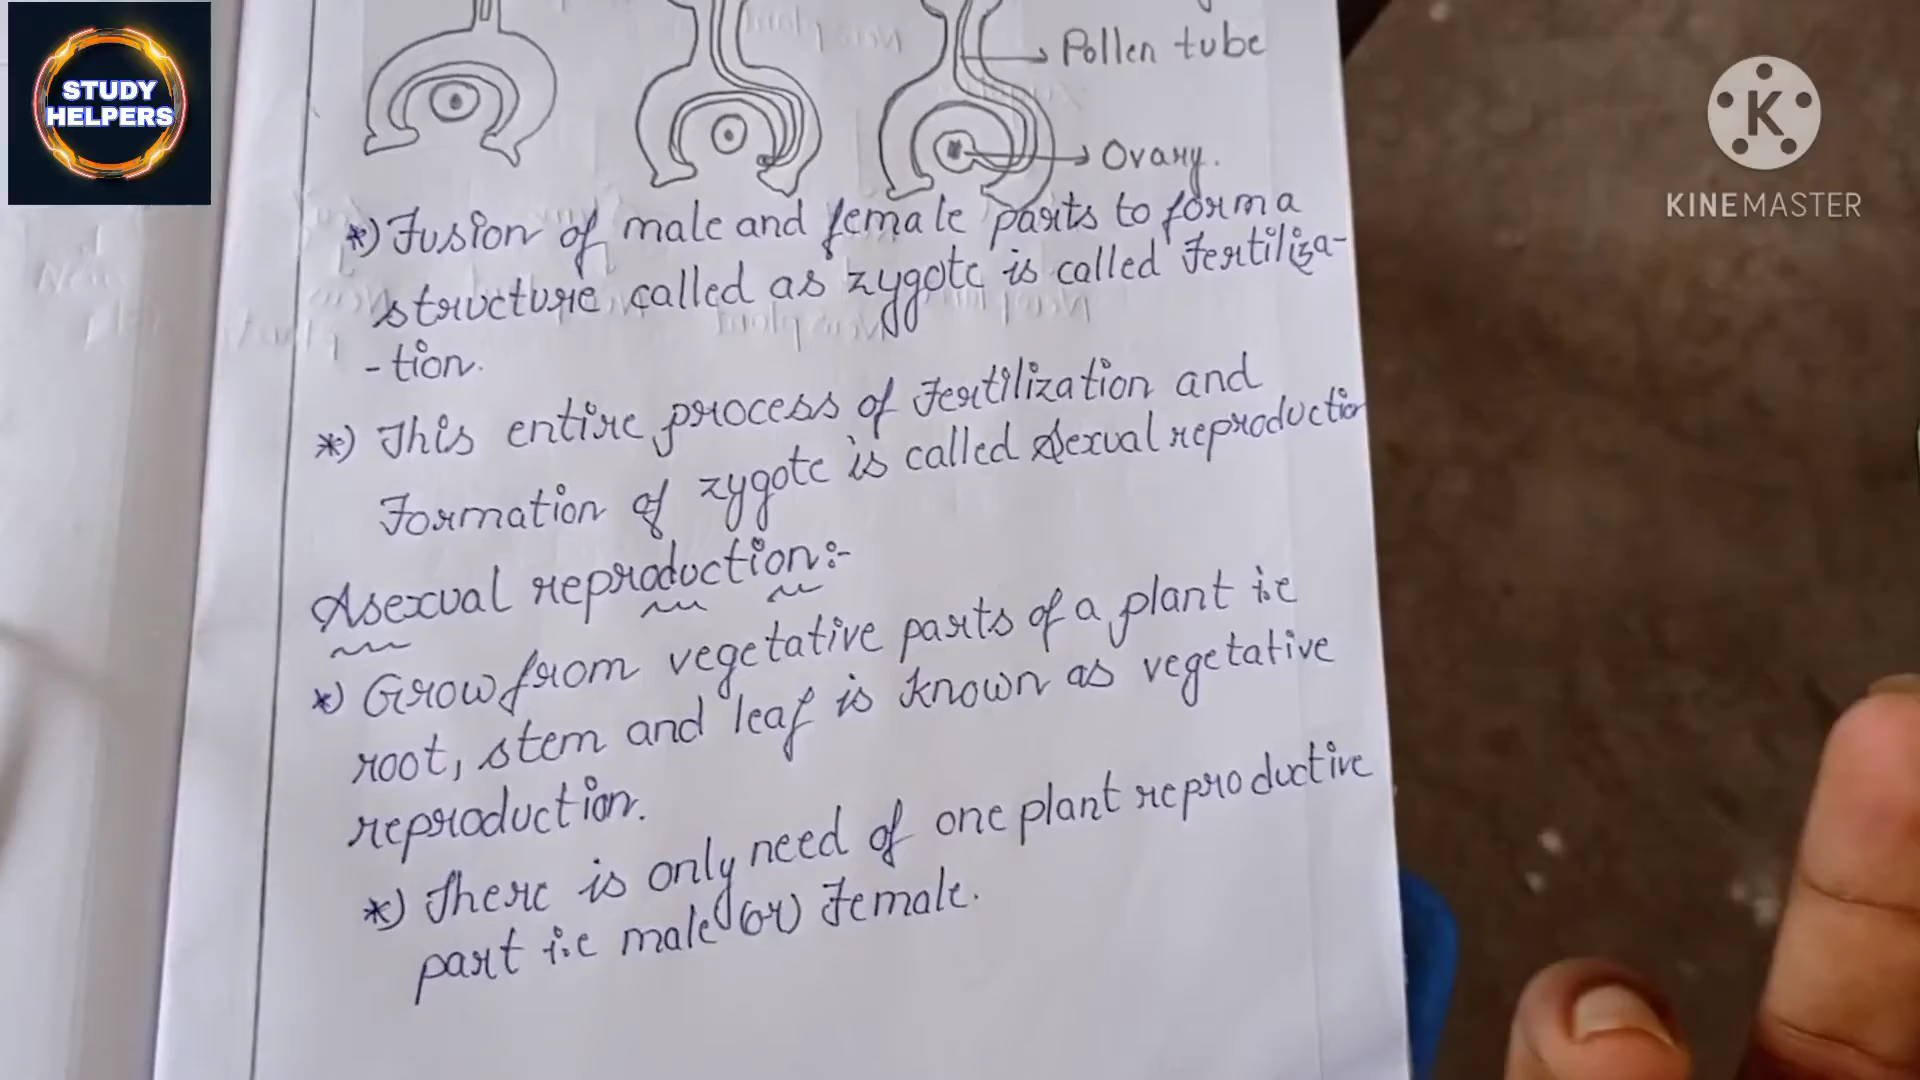 STUDY
HELPERS
Pollen tube
Ovary.
K
KINEMASTER
*) Fusion of male and female parts to form a
structure called as zygote is called Fertiliza-
-tion.
*) This entire process of Fertilization and
Formation of zygote is called Sexual reproduction
Asexual reproduction:-
*) Grow from vegetative parts of a plant i.e
root, stem and leaf is known as vegetative
reproduction.
*) There is only need of one plant reproductive
part i.e male (or) Female.